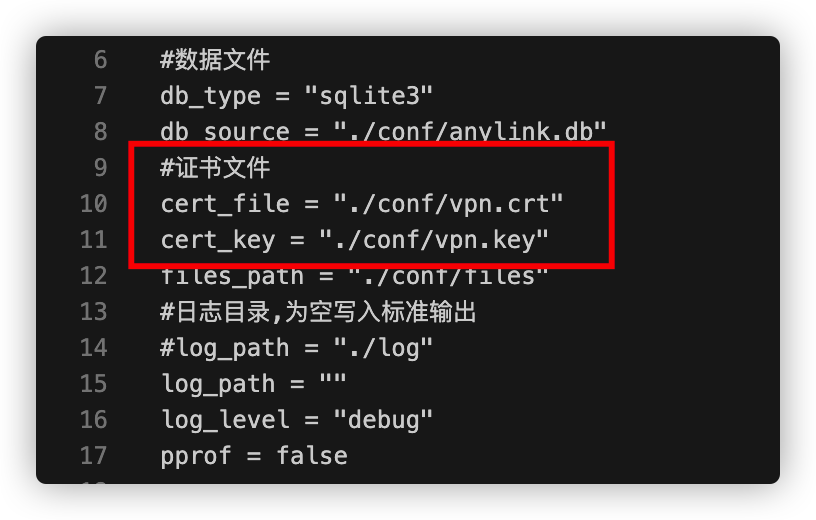 6 #数据文件
7 db_type = "sqlite3"
8 db_source = "./conf/anylink.db"
9 #证书文件
10 cert_file = "./conf/vpn.crt"
11 cert_key = "./conf/vpn.key"
12 files_path = "./conf/files"
13 #日志目录,为空写入标准输出
14 #log_path = "./log"
15 log_path = ""
16 log_level = "debug"
17 pprof = false